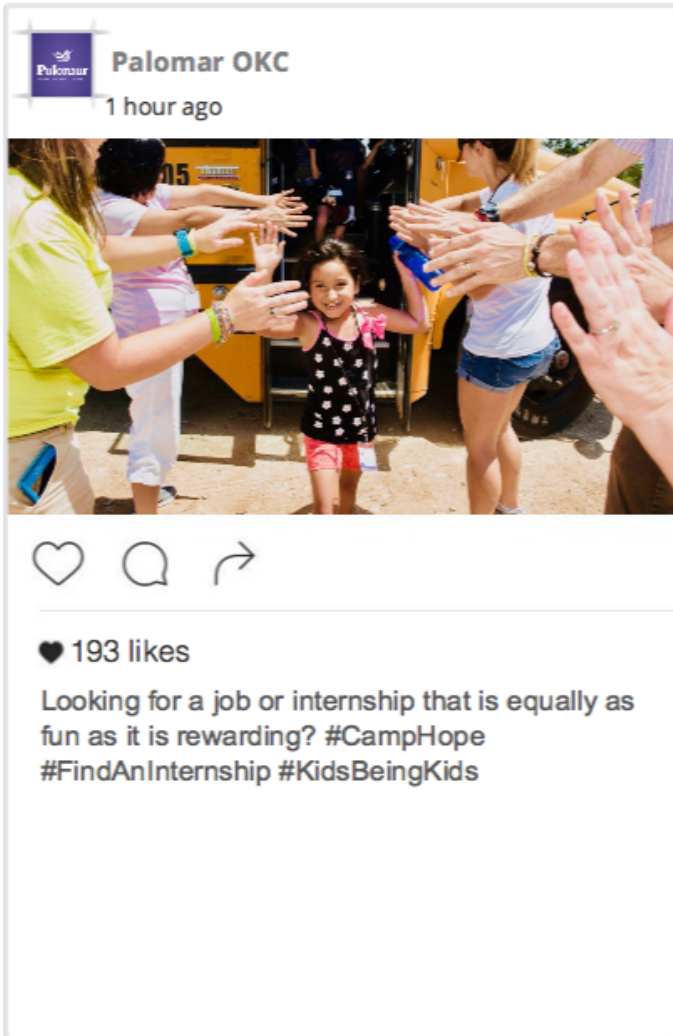 Palomar
Palomar OKC
1 hour ago
05
193 likes
Looking for a job or internship that is equally as
fun as it is rewarding? #CampHope
#FindAnInternship #KidsBeingKids